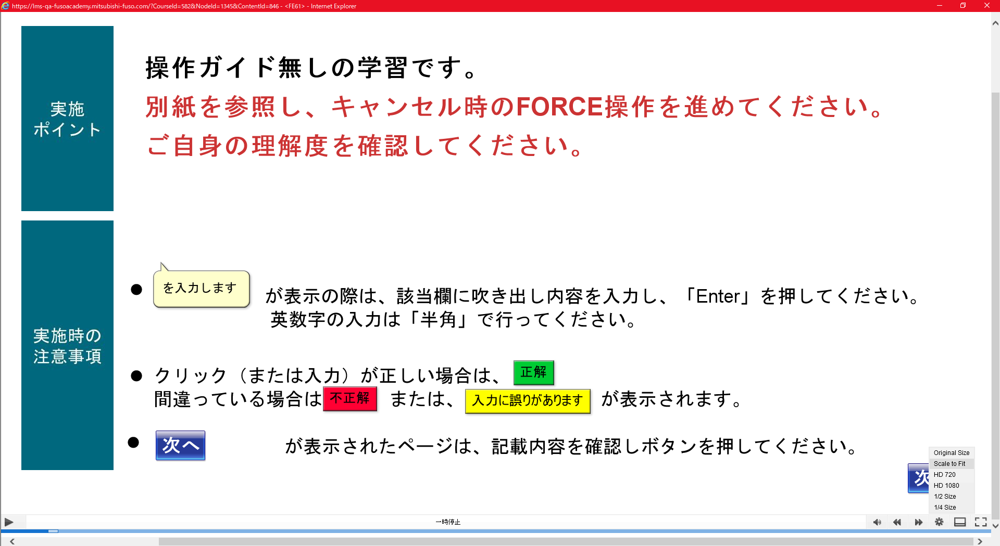 https://lms-qa-fusoacademy.mitsubishi-fuso.com/?CourseId=582&NodeId=1345&ContentId=846 - <FE61> - Internet Explorer
実施
ポイント
操作ガイド無しの学習です。
別紙を参照し、キャンセル時のFORCE操作を進めてください。
ご自身の理解度を確認してください。
実施時の
注意事項
● を入力します が表示の際は、該当欄に吹き出し内容を入力し、「Enter」を押してください。
英数字の入力は「半角」で行ってください。
● クリック（または入力）が正しい場合は、 正解
間違っている場合は 不正解 または、 入力に誤りがあります が表示されます。
● 次へ が表示されたページは、記載内容を確認しボタンを押してください。
次
Original Size
Scale to Fit
HD 720
HD 1080
1/2 Size
1/4 Size
一時停止